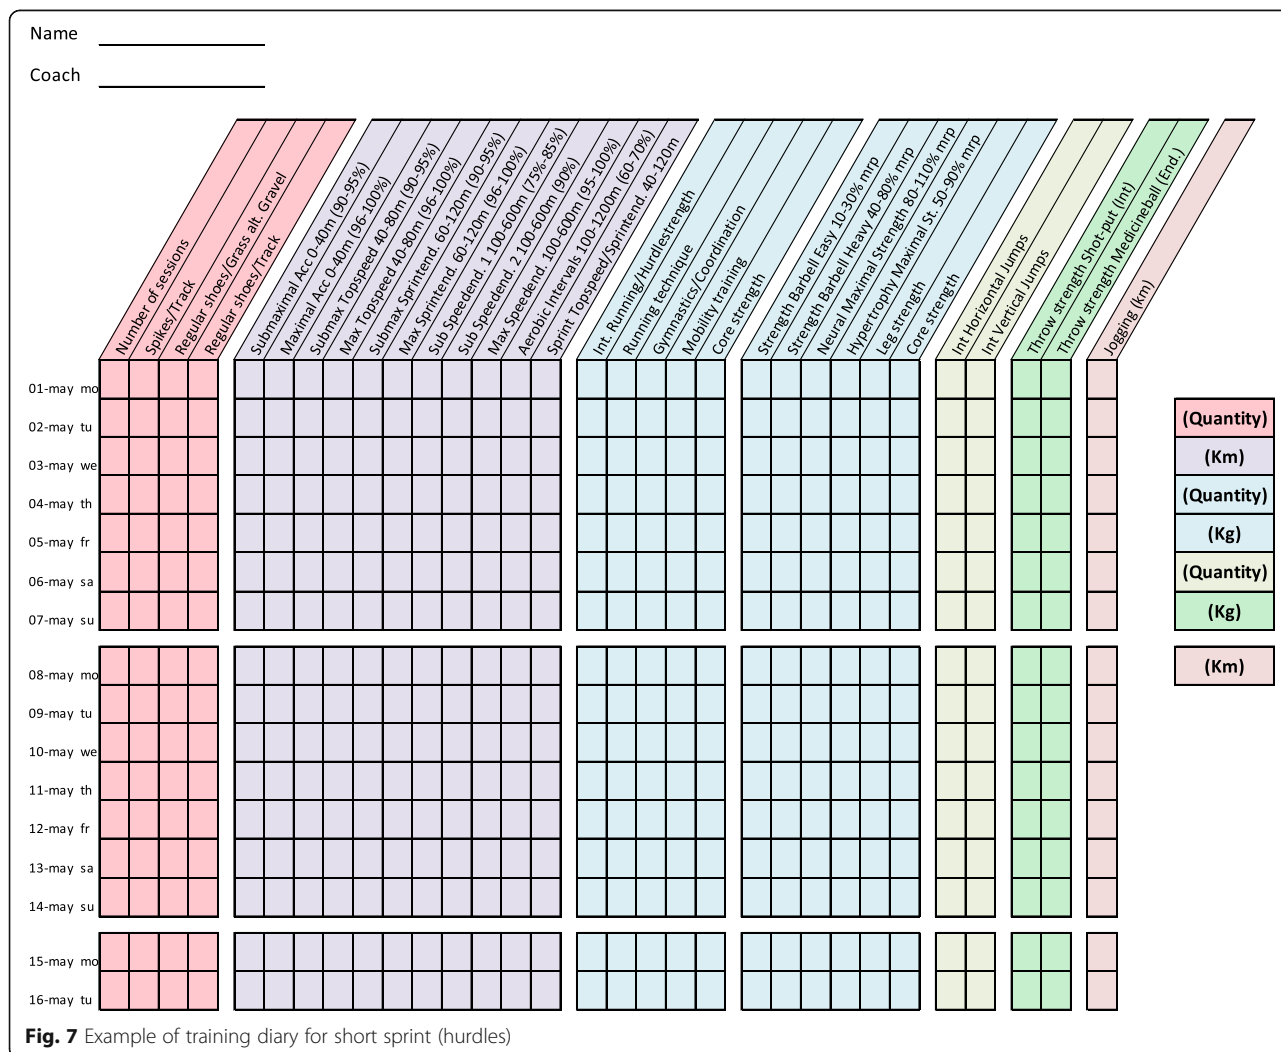 Name
Coach
Number of sessions
Spikes/Track
Regular shoes/Grass alt. Gravel
Regular shoes/Track
Submaximal Acc 0-40m (90-95%)
Maximal Acc 0-40m (96-100%)
Submax Topspeed 40-80m (90-95%)
Max Topspeed 40-80m (96-100%)
Submax Sprintend. 60-120m (90-95%)
Max Sprintend. 60-120m (96-100%)
Sub Speedend. 1 100-600m (75%-85%)
Sub Speedend. 2 100-600m (90%)
Max Speedend. 100-600m (95-100%)
Aerobic Intervals 100-1200m (60-70%)
Sprint Topspeed/Sprintend. 40-120m
Int. Running/Hurdlestrength
Running technique
Gymnastics/Coordination
Mobility training
Core strength
Strength Barbell Easy 10-30% mrp
Strength Barbell Heavy 40-80% mrp
Neural Maximal Strength 80-110% mrp
Hypertrophy Maximal St. 50-90% mrp
Leg strength
Core strength
Int Horizontal Jumps
Int Vertical Jumps
Throw strength Shot-put (Int)
Throw strength Medicineball (End.)
Jogging (km)
01-may mo
02-may tu
03-may we
04-may th
05-may fr
06-may sa
07-may su
08-may mo
09-may tu
10-may we
11-may th
12-may fr
13-may sa
14-may su
15-may mo
16-may tu
(Quantity)
(Km)
(Quantity)
(Kg)
(Quantity)
(Kg)
(Km)
Fig. 7 Example of training diary for short sprint (hurdles)